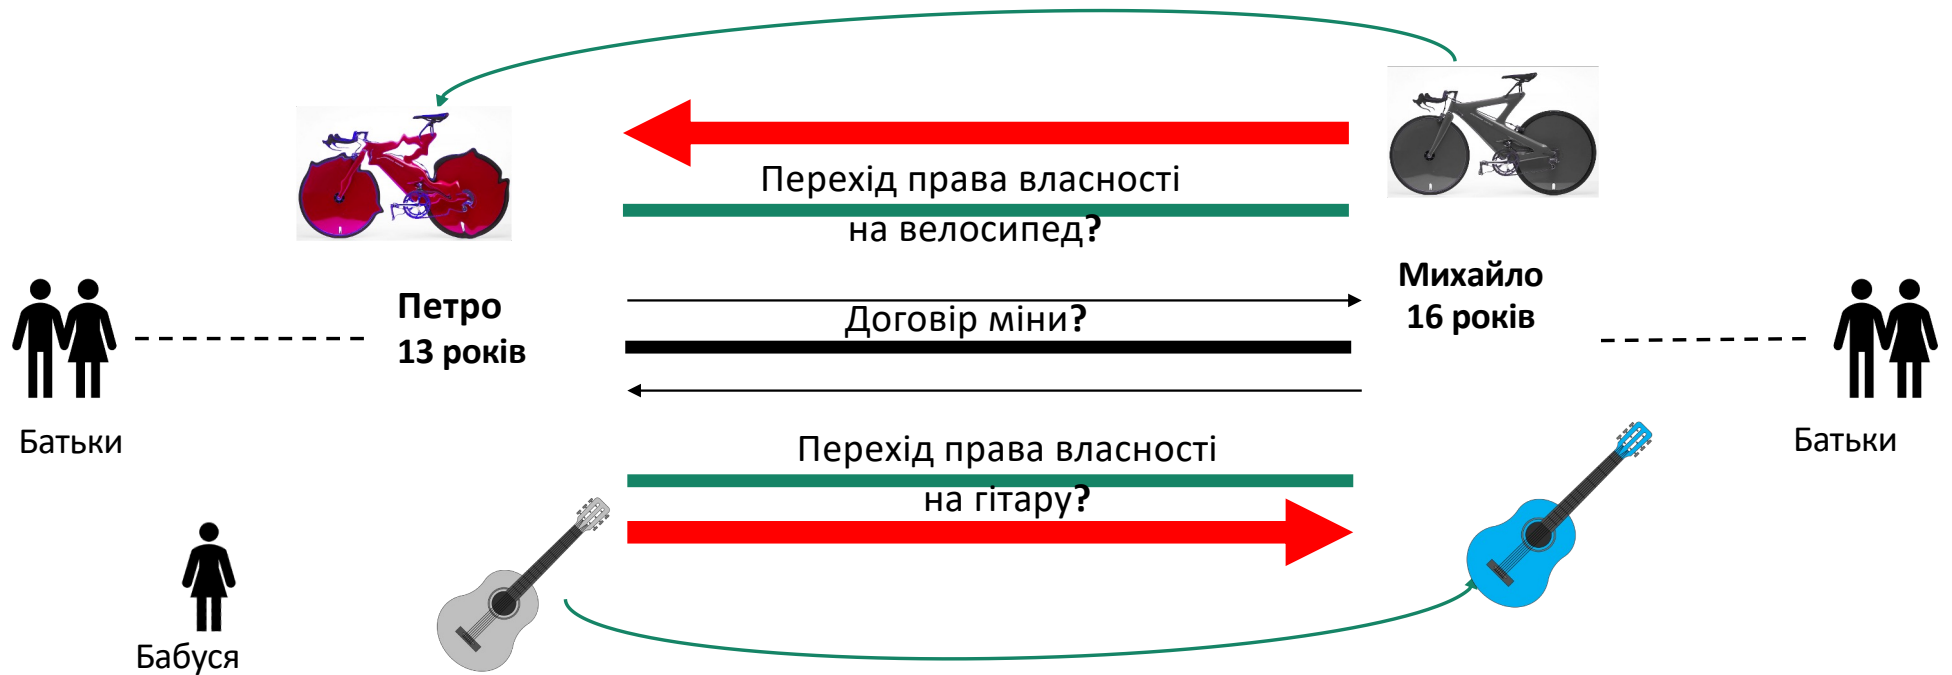 Перехід права власності
на велосипед?
Петро
13 років
Договір міни?
Михайло
16 років
Батьки
Перехід права власності
на гітару?
Батьки
Бабуся